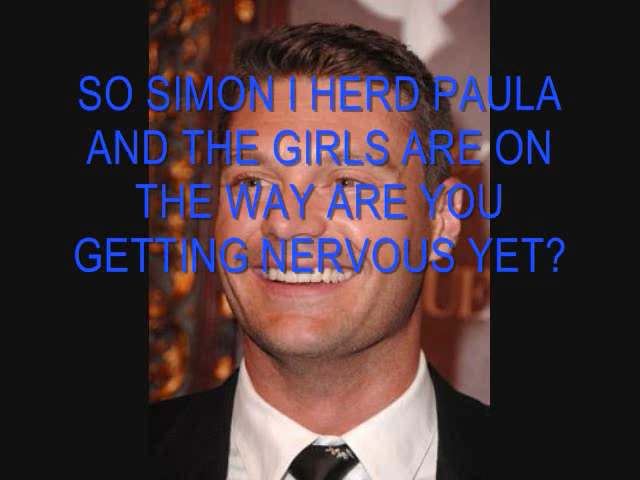 SO SIMON I HERD PAULA
AND THE GIRLS ARE ON
THE WAY ARE YOU
GETTING NERVOUS YET?